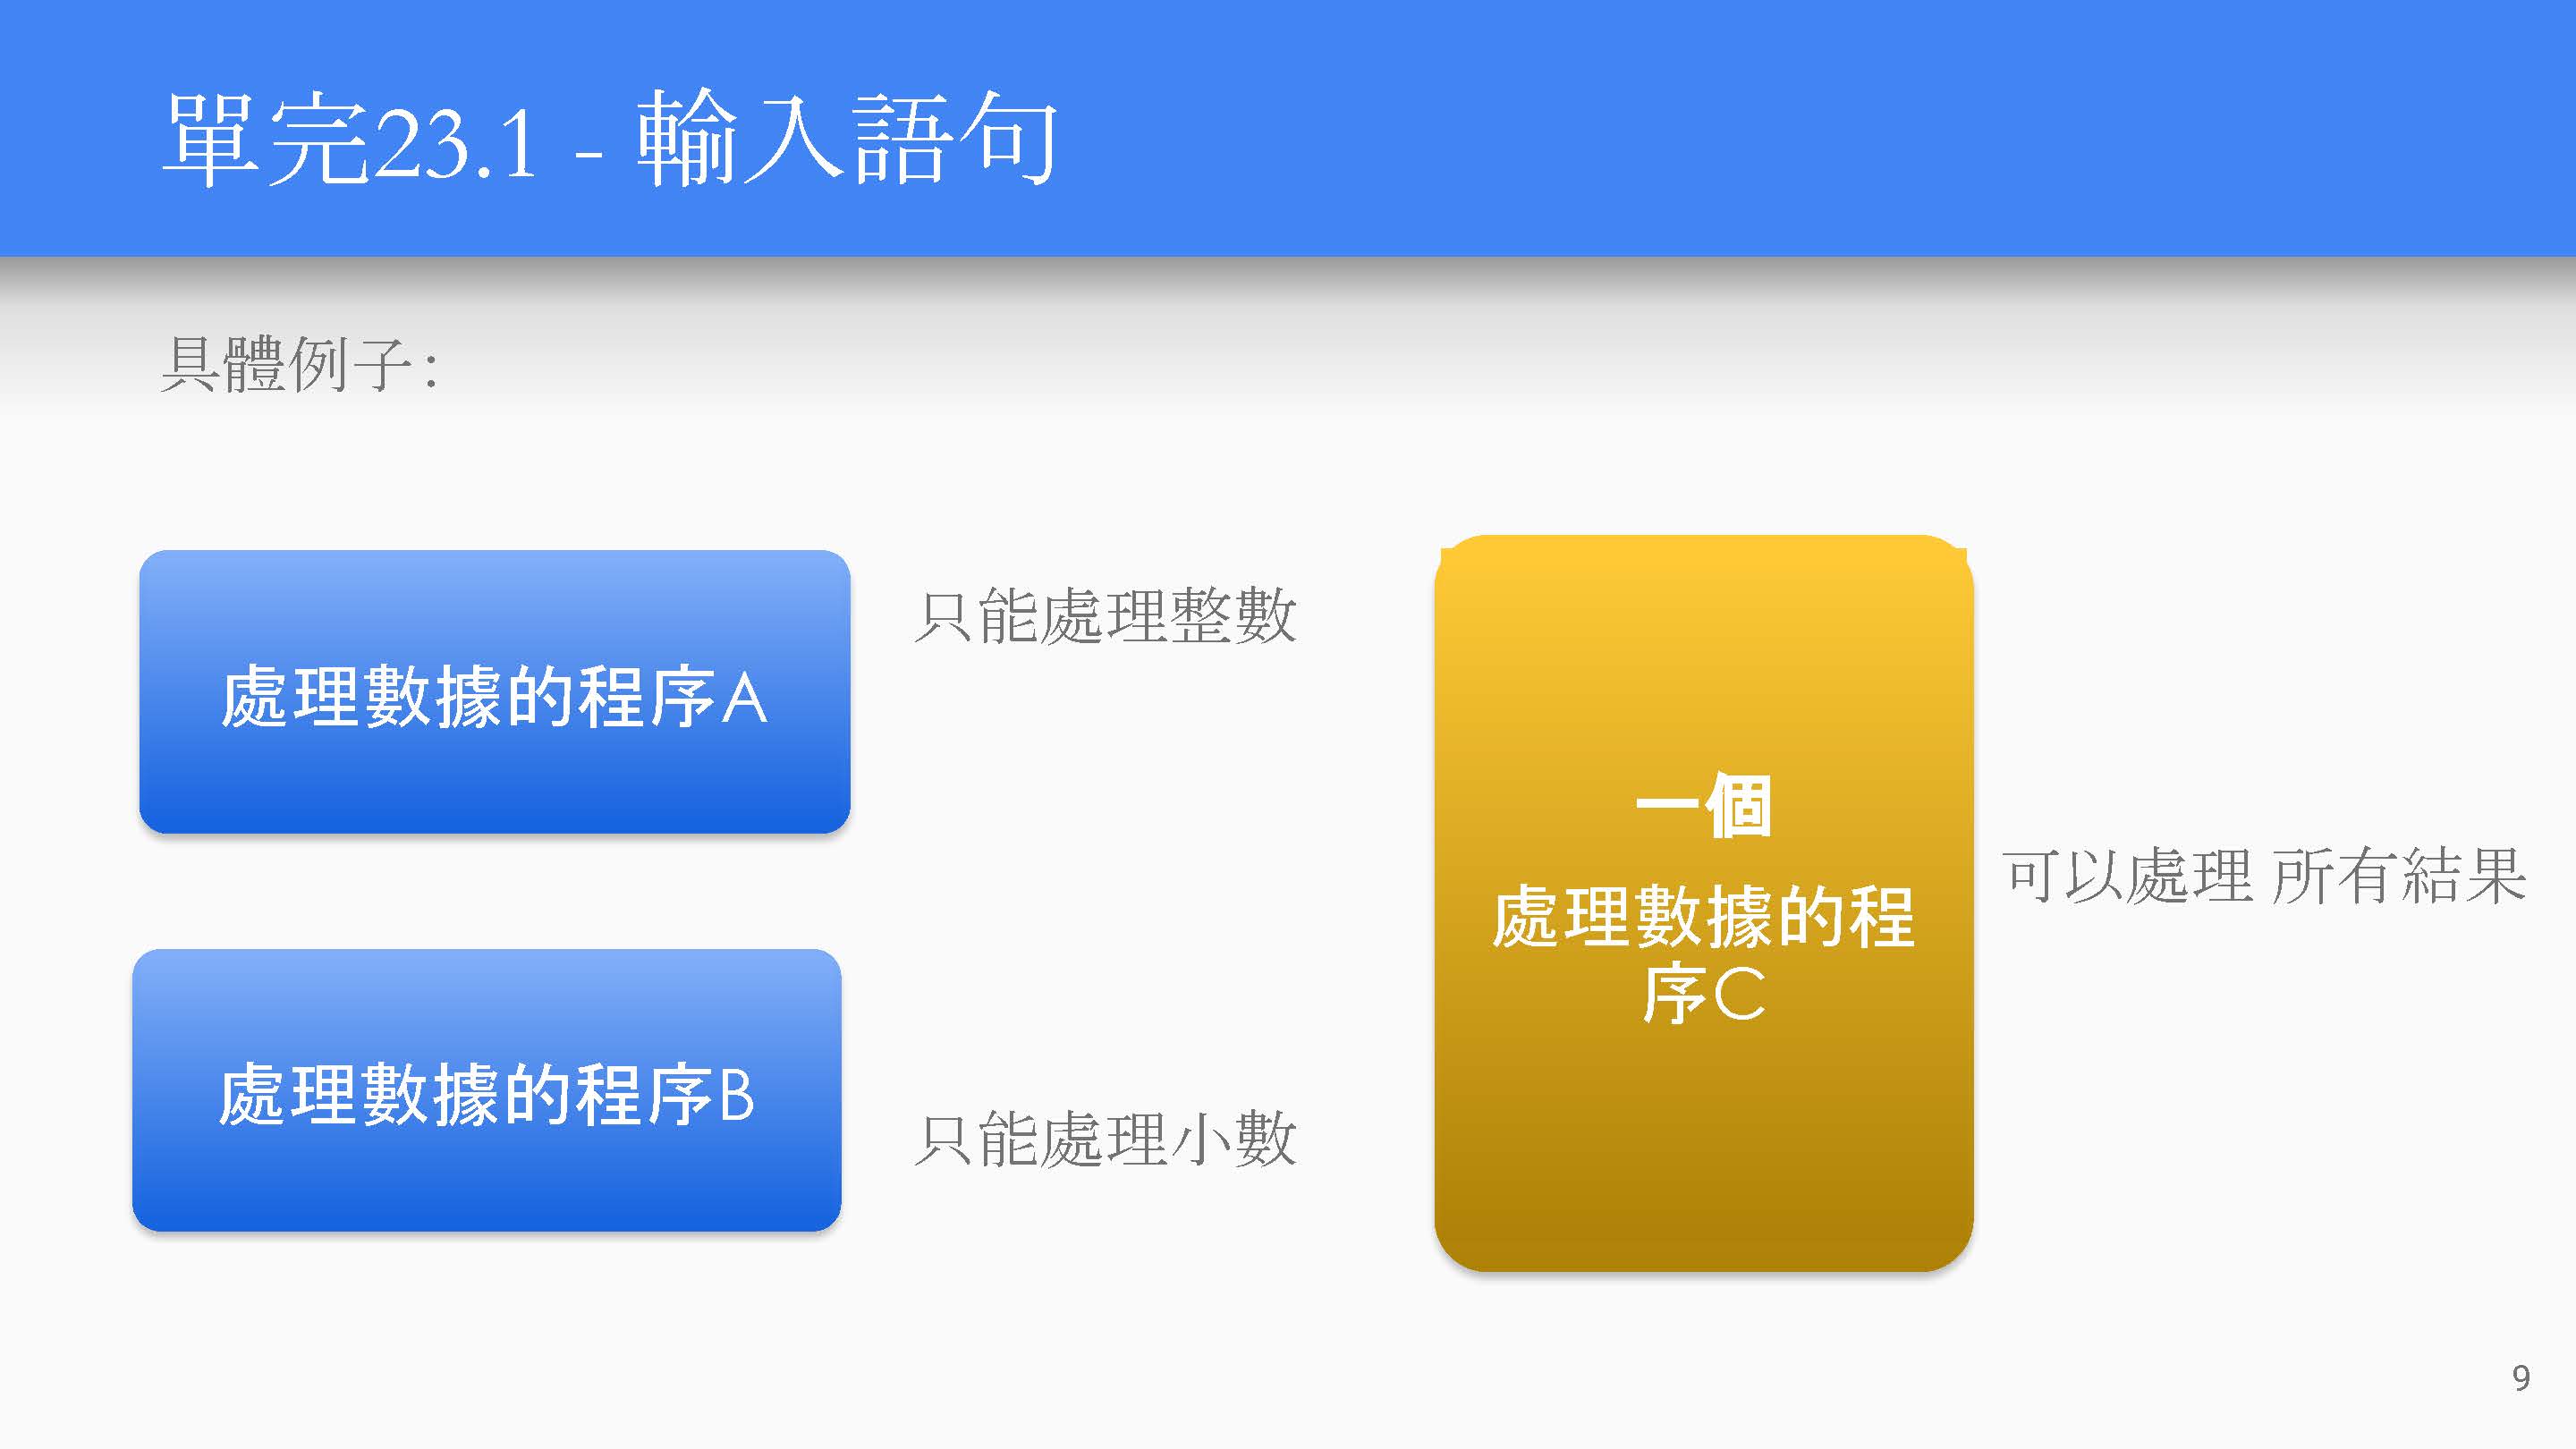 單完23.1 - 輸入語句
具體例子:
處理數據的程序A
只能處理整數
處理數據的程序B
只能處理小數
一個
處理數據的程
序C
可以處理 所有結果
9